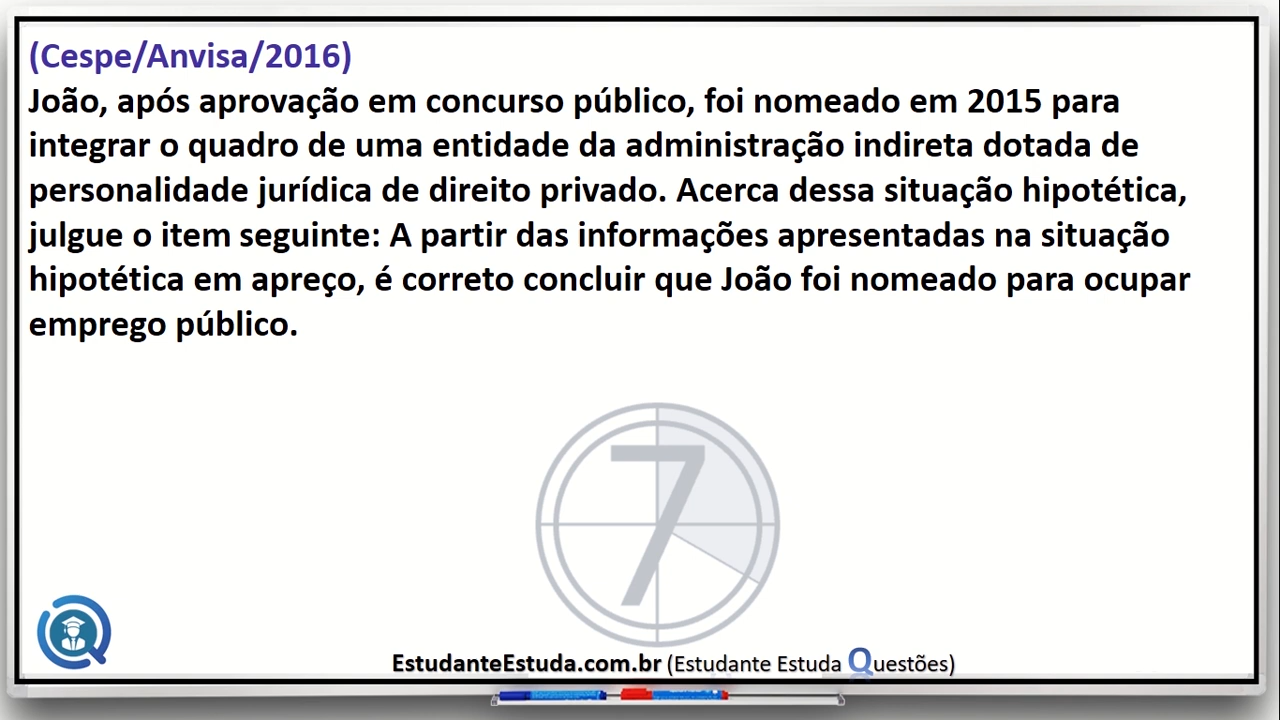 (Cespe/Anvisa/2016)
João, após aprovação em concurso público, foi nomeado em 2015 para
integrar o quadro de uma entidade da administração indireta dotada de
personalidade jurídica de direito privado. Acerca dessa situação hipotética,
julgue o item seguinte: A partir das informações apresentadas na situação
hipotética em apreço, é correto concluir que João foi nomeado para ocupar
emprego público.
7
EstudanteEstuda.com.br (Estudante Estuda Questões)